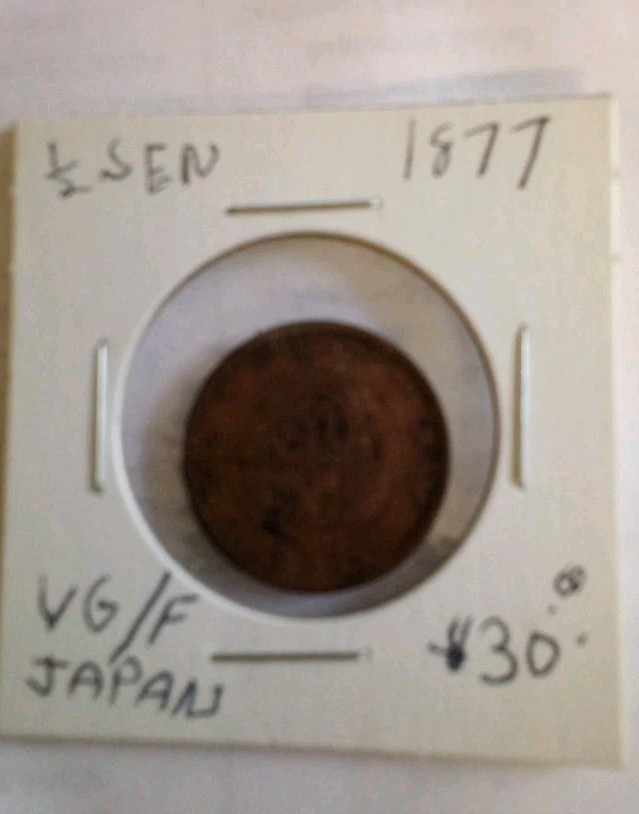 ½ SEN 1877
VG/F
JAPAN $30.00